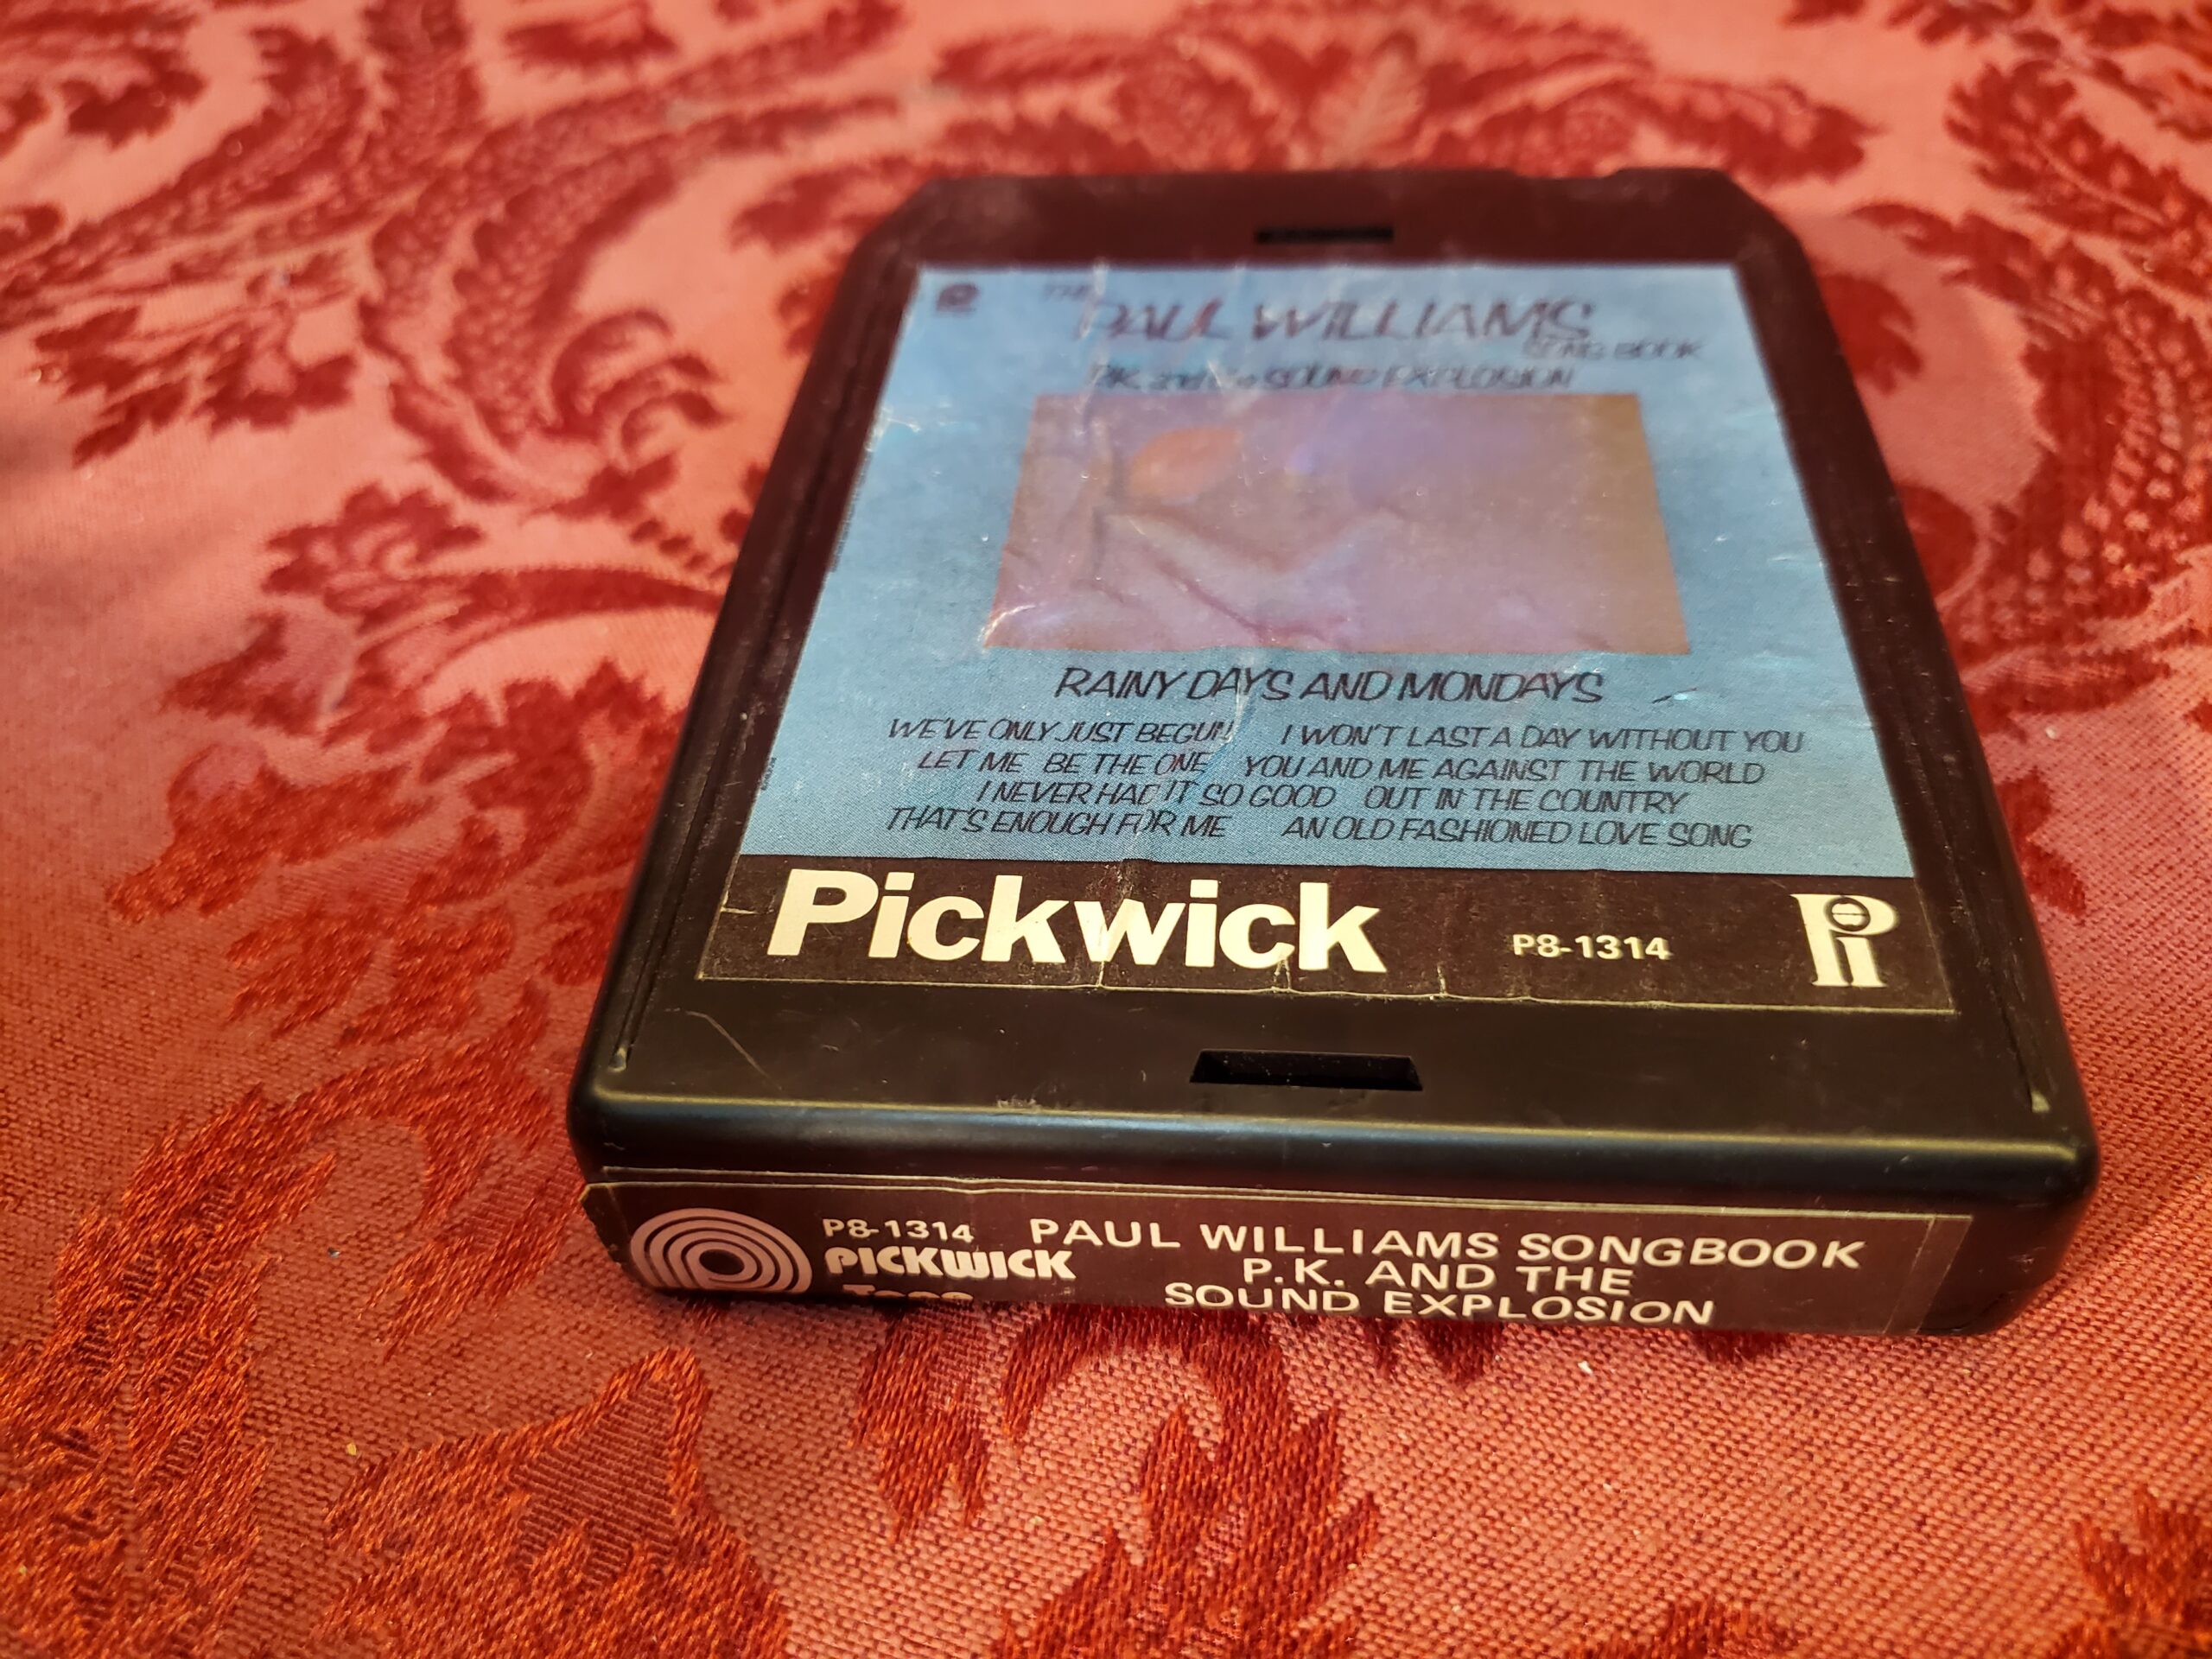 THE
PAUL WILLIAMS
SONG BOOK
P.K. and the SOUND EXPLOSION
RAINY DAYS AND MONDAYS
WE'VE ONLY JUST BEGUN I WON'T LAST A DAY WITHOUT YOU
LET ME BE THE ONE YOU AND ME AGAINST THE WORLD
I NEVER HAD IT SO GOOD OUT IN THE COUNTRY
THAT'S ENOUGH FOR ME AN OLD FASHIONED LOVE SONG
Pickwick P8-1314 Pi
P8-1314 PAUL WILLIAMS SONGBOOK
PICKWICK P.K. AND THE
Tape SOUND EXPLOSION